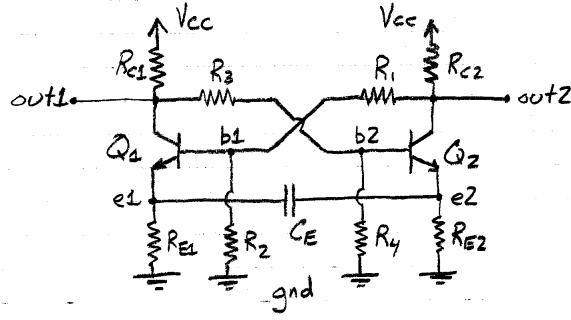 Vcc Vcc
RC1 R3 R1 RC2
out1 out2
Q1 b1 b2 Q2
e1 e2
RE1 R2 CE R4 RE2
gnd